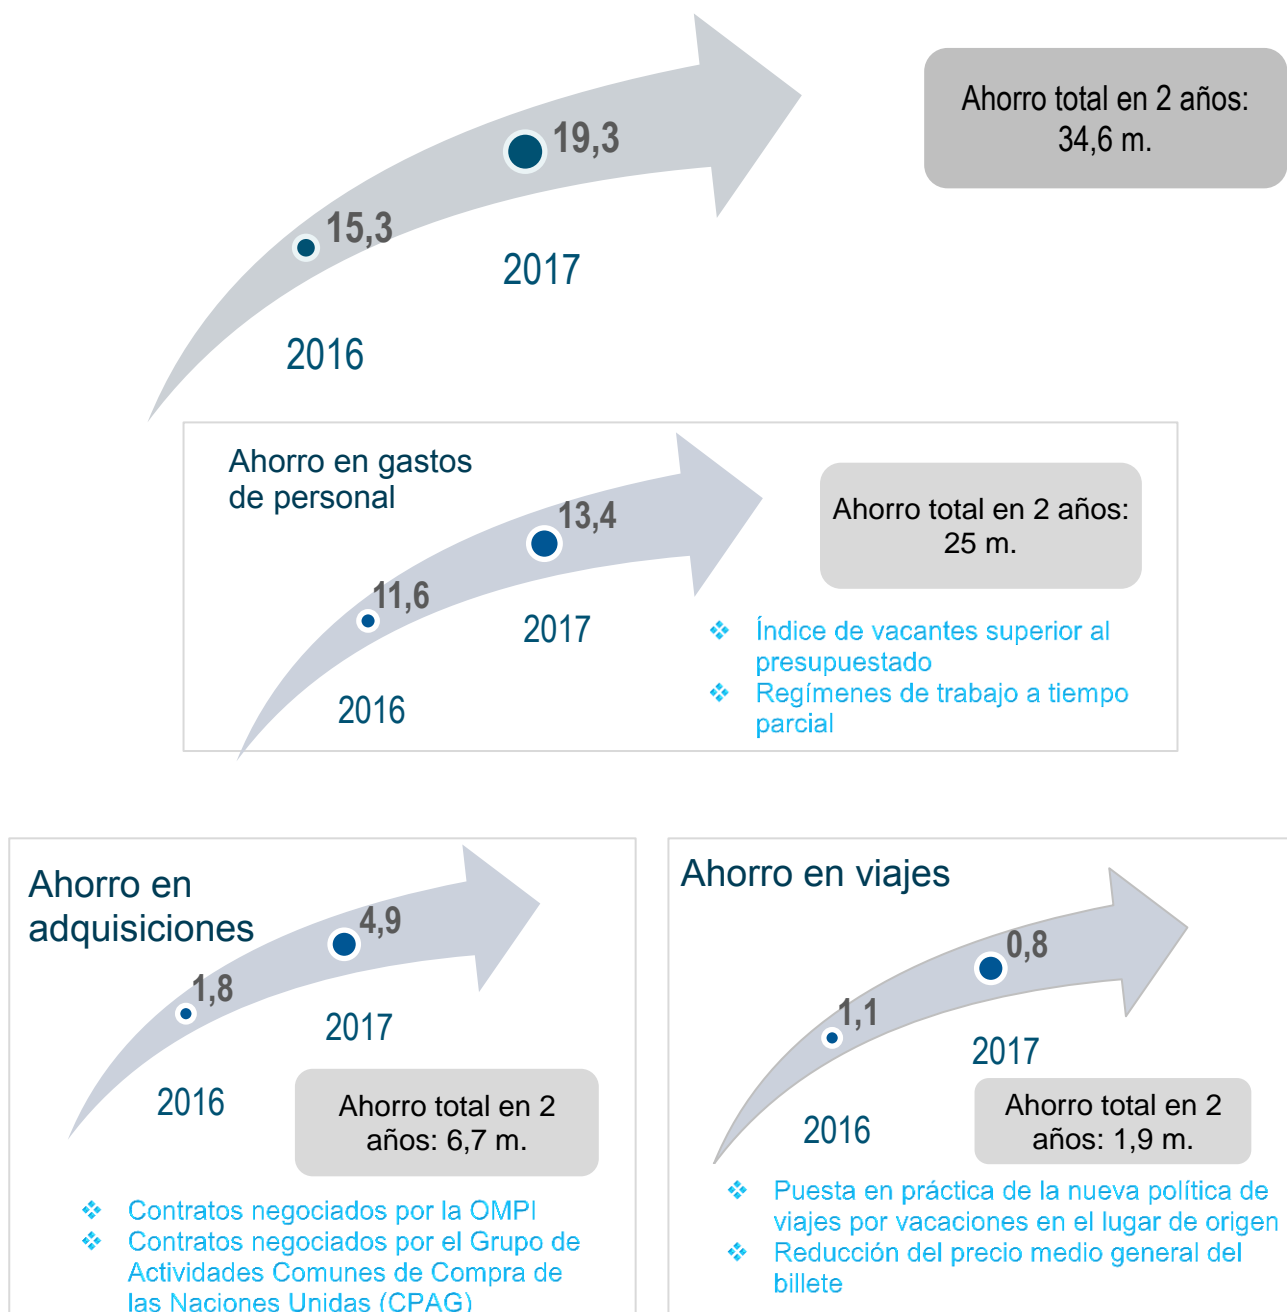 Ahorro total en 2 años:
34,6 m.
19,3
15,3
2017
2016
Ahorro en gastos
de personal
13,4
11,6
2017
2016
Ahorro total en 2 años:
25 m.
❖ Índice de vacantes superior al
presupuestado
❖ Regímenes de trabajo a tiempo
parcial
Ahorro en
adquisiciones
4,9
1,8
2017
2016
Ahorro total en 2
años: 6,7 m.
❖ Contratos negociados por la OMPI
❖ Contratos negociados por el Grupo de
Actividades Comunes de Compra de
las Naciones Unidas (CPAG)
Ahorro en viajes
0,8
1,1
2017
2016
Ahorro total en 2
años: 1,9 m.
❖ Puesta en práctica de la nueva política de
viajes por vacaciones en el lugar de origen
❖ Reducción del precio medio general del
billete